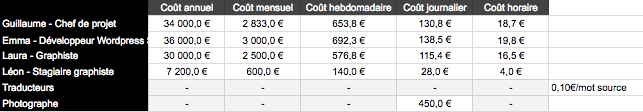 Coût annuel Coût mensuel Coût hebdomadaire Coût journalier Coût horaire
Guillaume - Chef de projet 34 000,0 € 2 833,0 € 653,8 € 130,8 € 18,7 €
Emma - Développeur Wordpress 36 000,0 € 3 000,0 € 692,3 € 138,5 € 19,8 €
Laura - Graphiste 30 000,0 € 2 500,0 € 576,8 € 115,4 € 16,5 €
Léon - Stagiaire graphiste 7 200,0 € 600,0 € 140,0 € 28,0 € 4,0 €
Traducteurs - - - - - 0,10€/mot source
Photographe - - - 450,0 € -